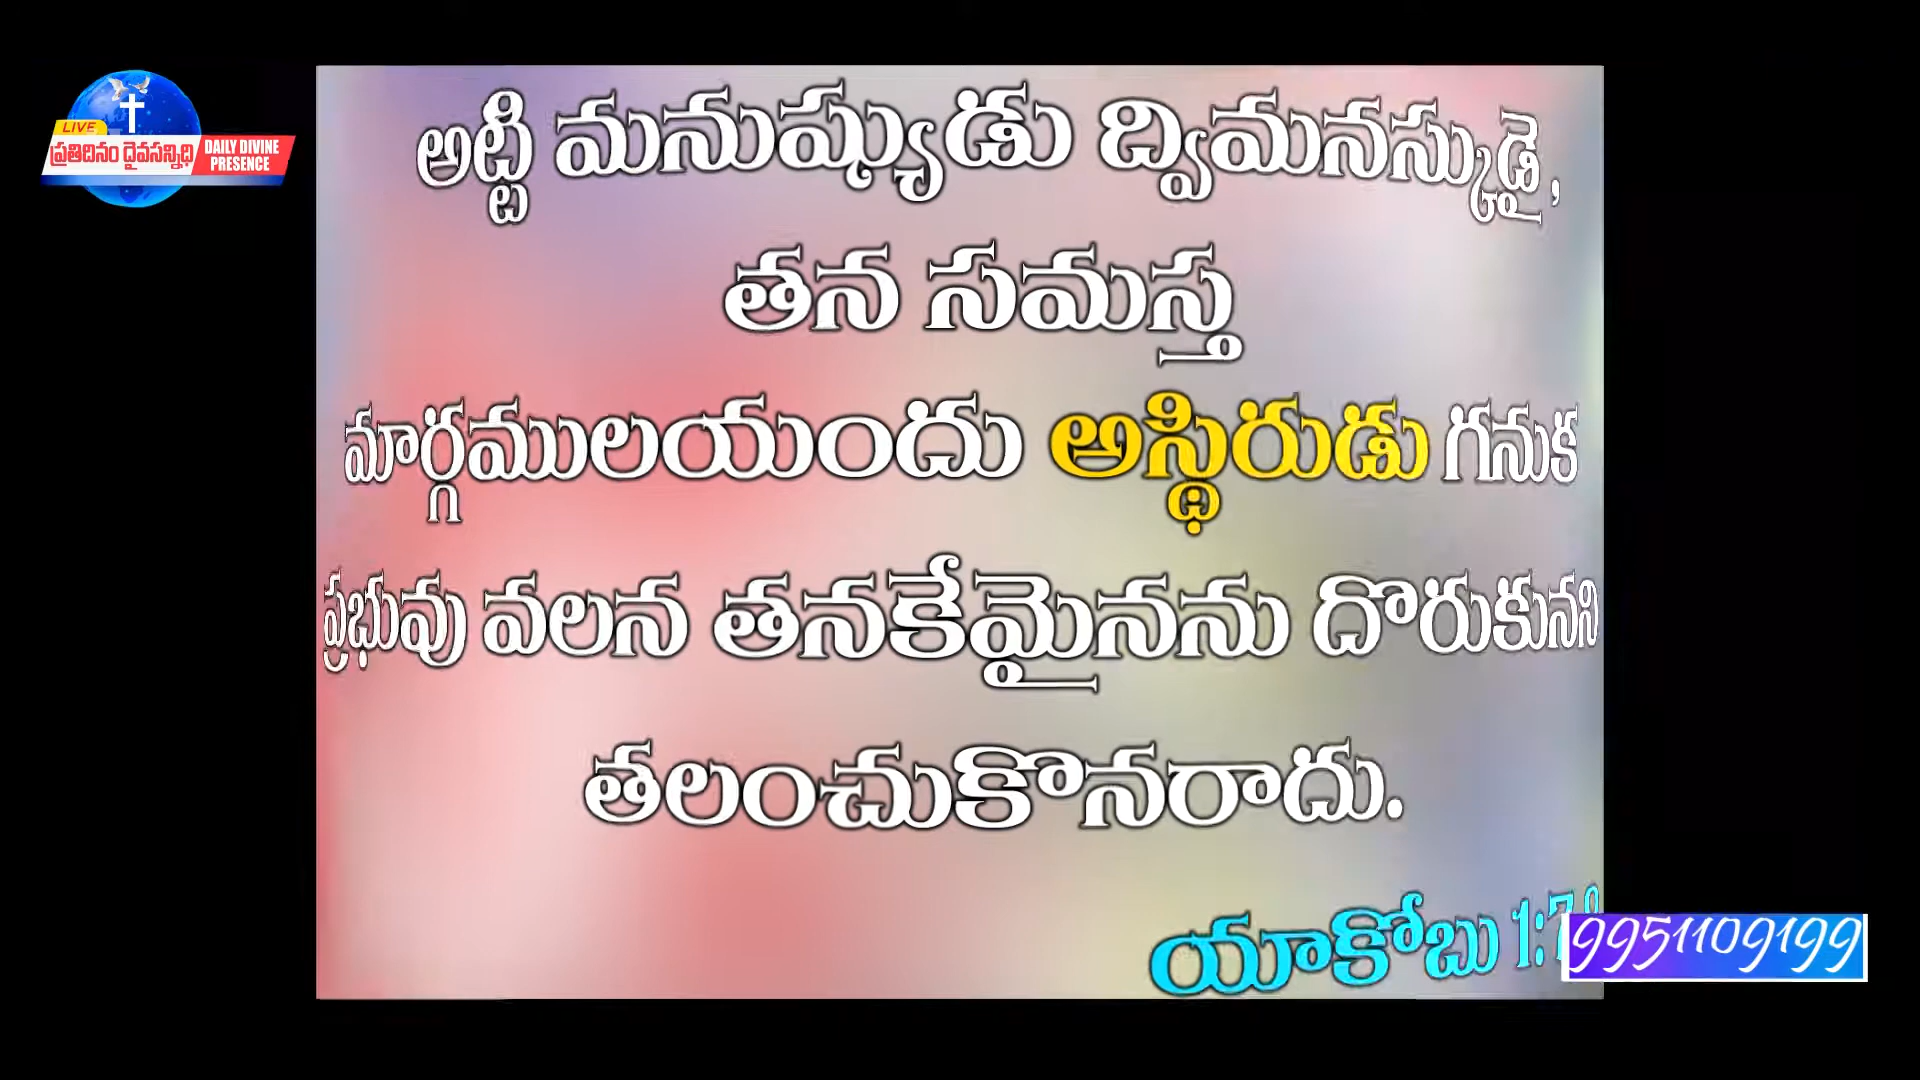 LIVE
ప్రతిదినం దైవసన్నిధి
DAILY DIVINE
PRESENCE
అట్టి మనుష్యుడు ద్విమనస్కుడై,
తన సమస్త
మార్గములయందు అస్థిరుడు గనుక
ప్రభువు వలన తనకేమైనను దొరుకునని
తలంచుకొనరాదు.
యాకోబు 1:7
9951109199